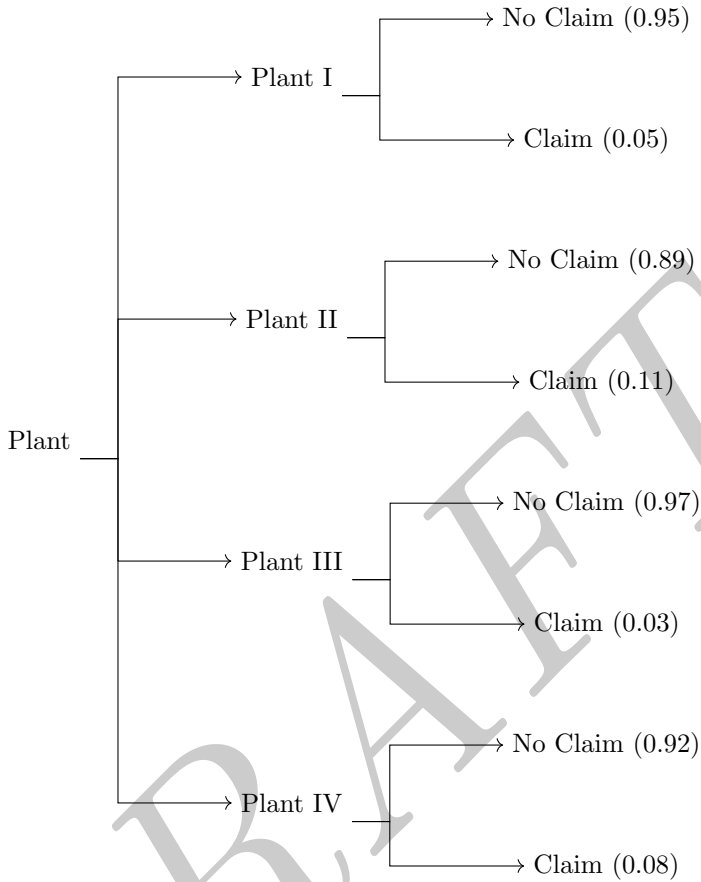 No Claim (0.95)
Plant I
Claim (0.05)
No Claim (0.89)
Plant II
Claim (0.11)
Plant
No Claim (0.97)
Plant III
Claim (0.03)
No Claim (0.92)
Plant IV
Claim (0.08)
RAFT